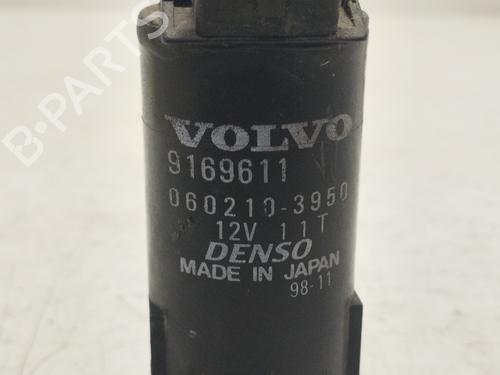 B-PARTS
VOLVO
9169611
060210-3950
12V 11T
DENSO
MADE IN JAPAN
98-11